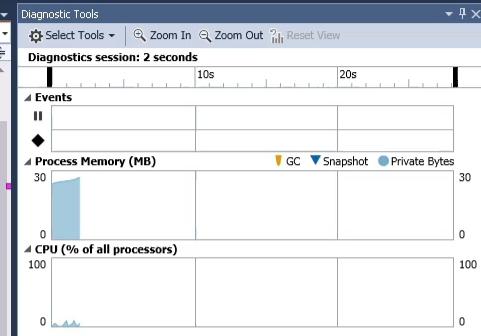 Diagnostic Tools
Select Tools Zoom In Zoom Out Reset View
Diagnostics session: 2 seconds
10s 20s
Events
Process Memory (MB) GC Snapshot Private Bytes
30 30
0 0
CPU (% of all processors)
100 100
0 0